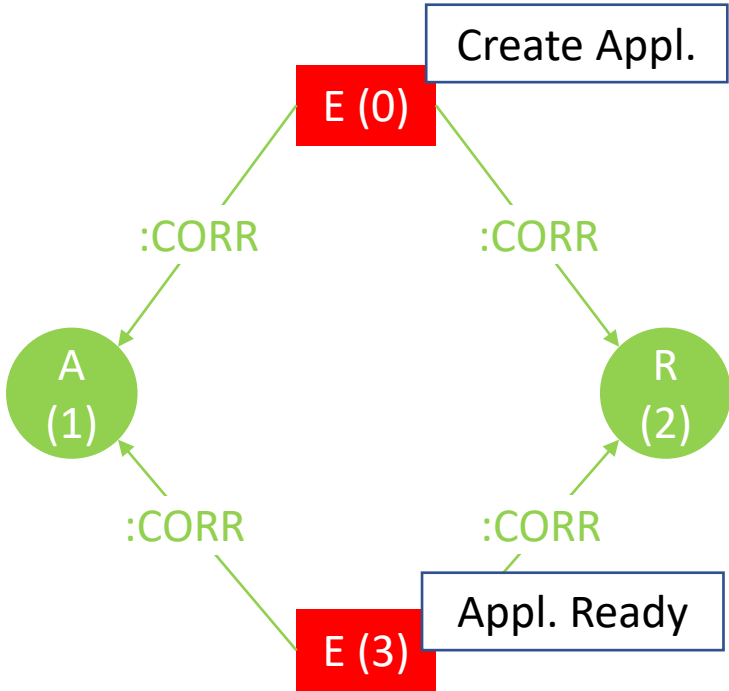 Create Appl.
E (0)
:CORR
:CORR
A
(1)
R
(2)
:CORR
:CORR
Appl. Ready
E (3)